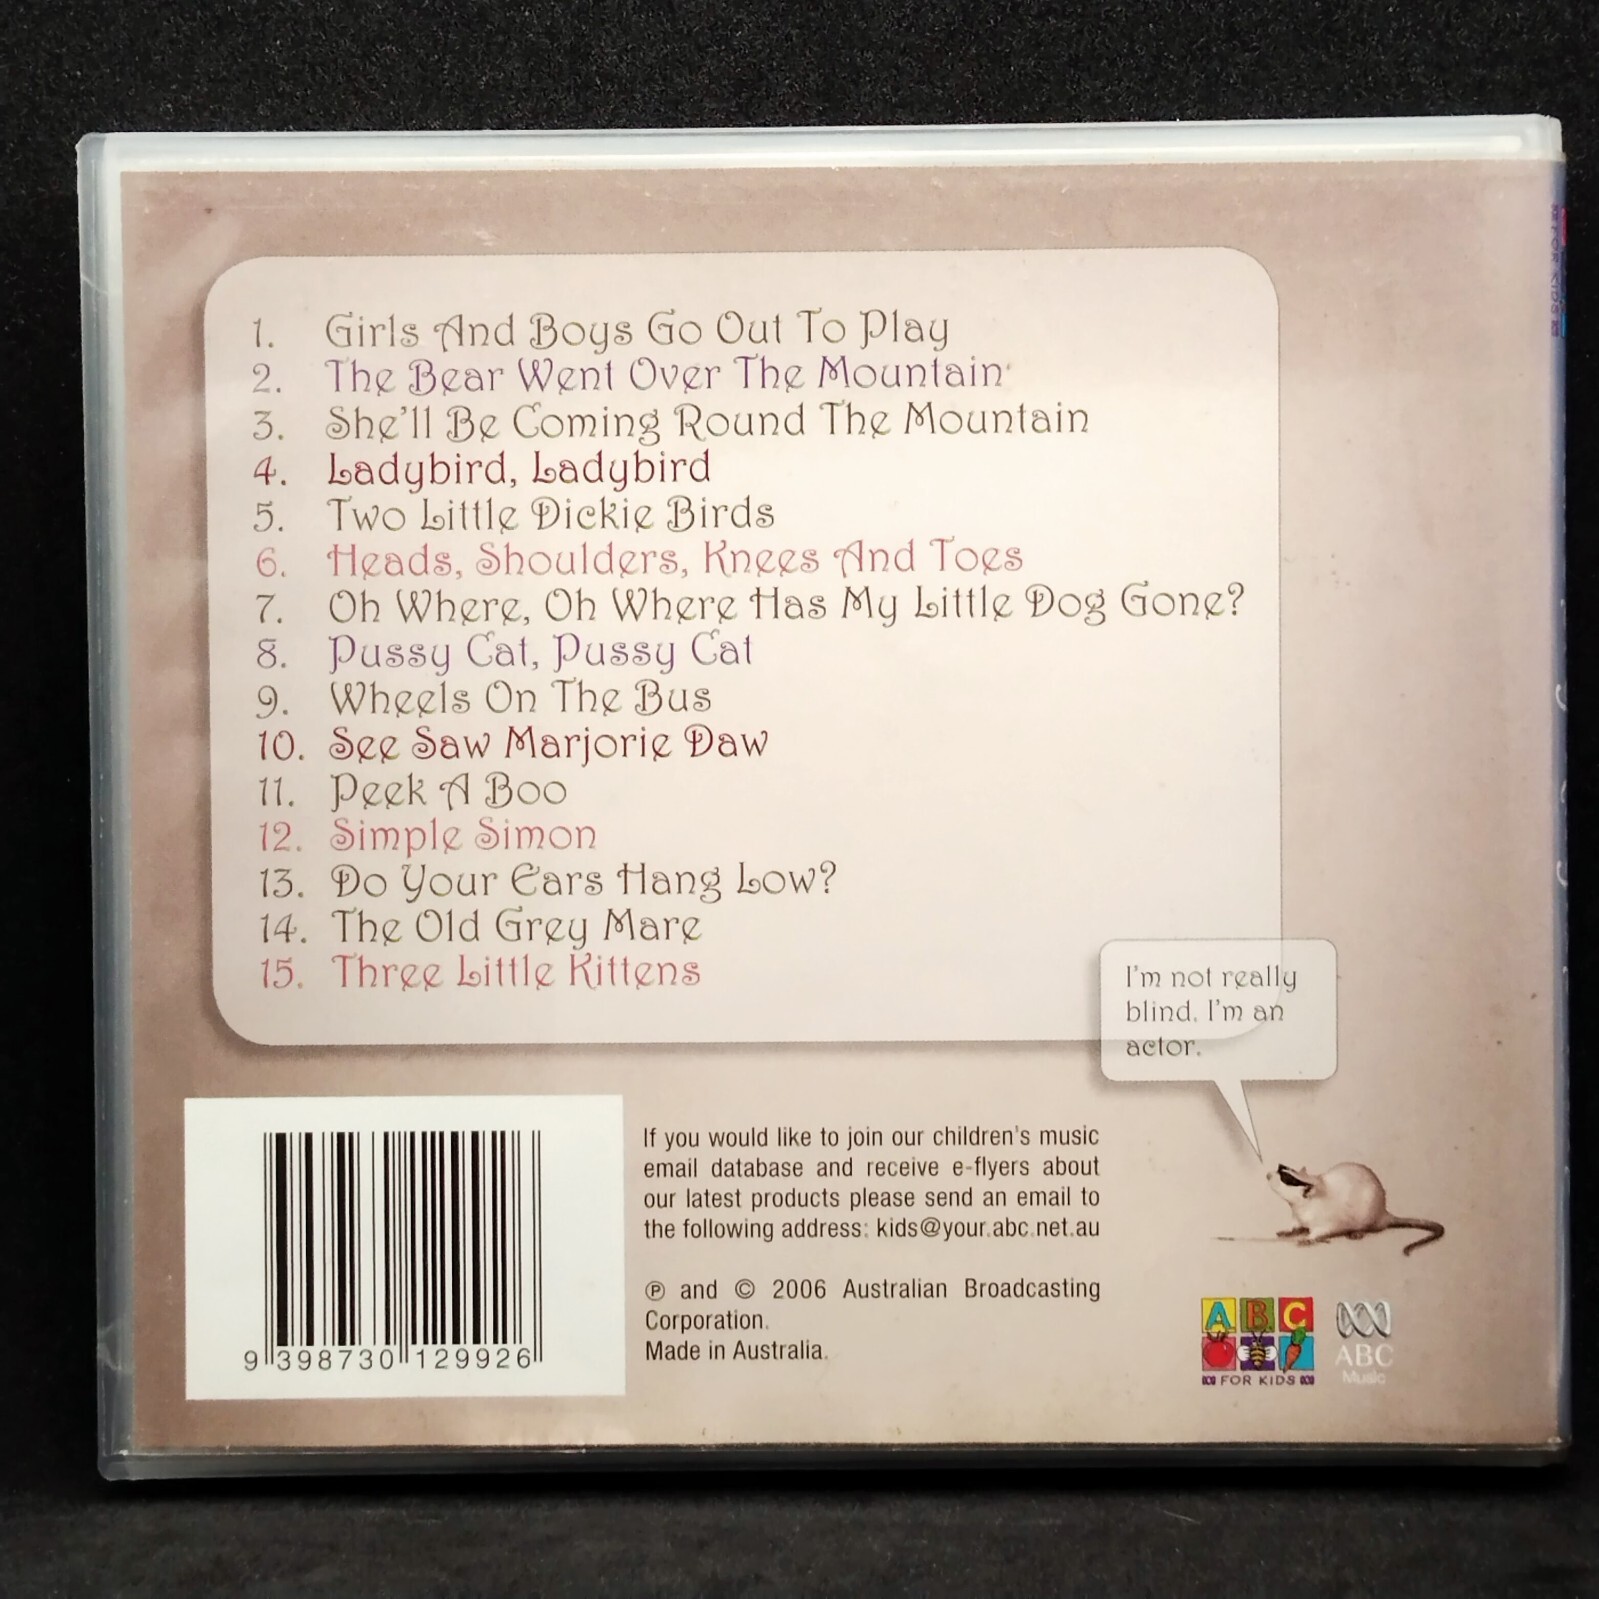 1. Girls And Boys Go Out To Play
2. The Bear Went Over The Mountain
3. She'll Be Coming Round The Mountain
4. Ladybird, Ladybird
5. Two Little Dickie Birds
6. Heads, Shoulders, Knees And Toes
7. Oh Where, Oh Where Has My Little Dog Gone?
8. Pussy Cat, Pussy Cat
9. Wheels On The Bus
10. See Saw Marjorie Daw
11. Peek A Boo
12. Simple Simon
13. Do Your Ears Hang Low?
14. The Old Grey Mare
15. Three Little Kittens
I'm not really
blind. I'm an
actor.
If you would like to join our children's music
email database and receive e-flyers about
our latest products please send an email to
the following address: kids@your.abc.net.au
℗ and © 2006 Australian Broadcasting
Corporation.
Made in Australia.
9 398730 129926
ABC
FOR KIDS
ABC
Music
FOR KIDS